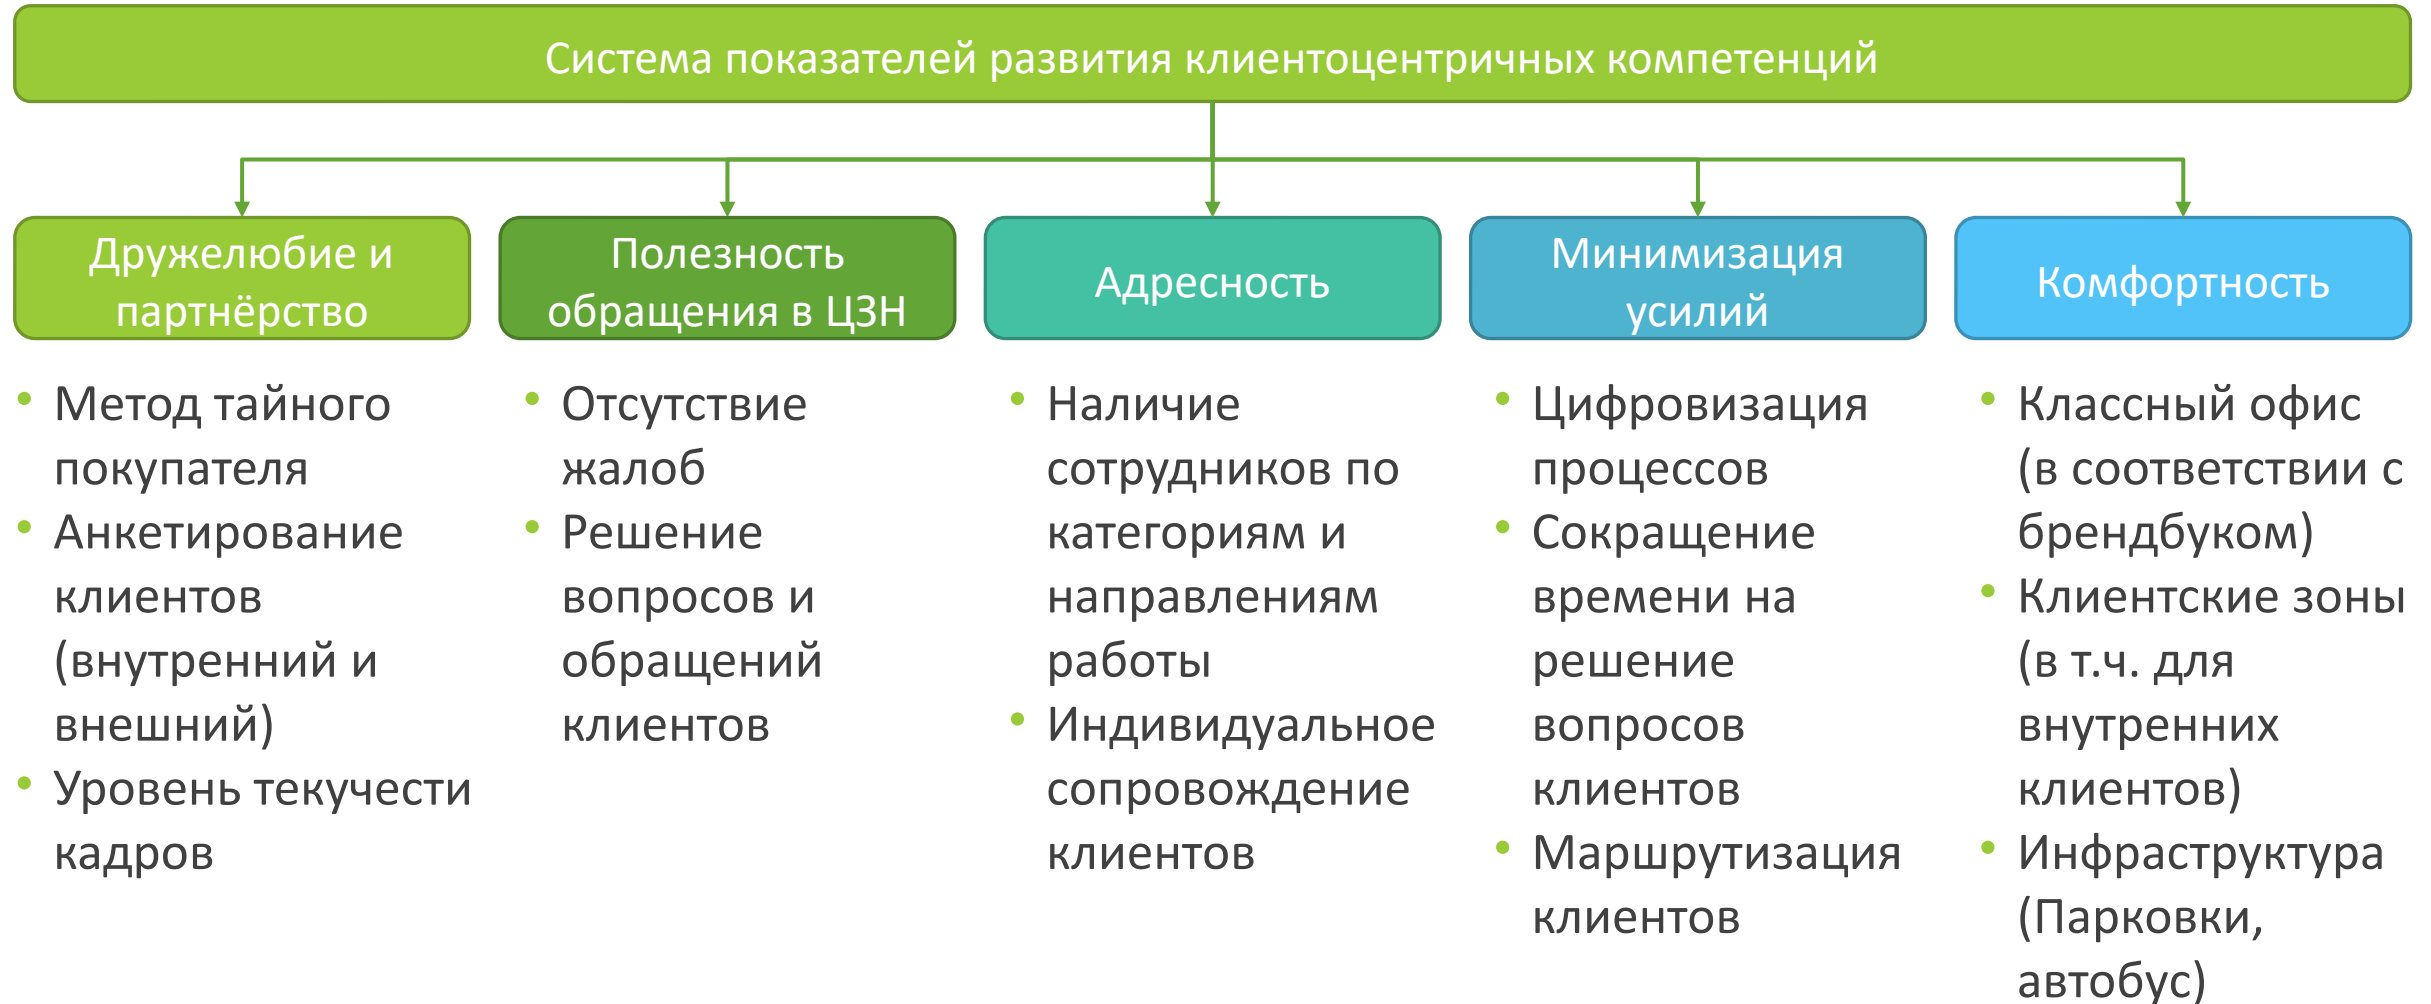 Система показателей развития клиентоцентричных компетенций
Дружелюбие и
партнёрство
• Метод тайного
покупателя
• Анкетирование
клиентов
(внутренний и
внешний)
• Уровень текучести
кадров
Полезность
обращения в ЦЗН
• Отсутствие
жалоб
• Решение
вопросов и
обращений
клиентов
Адресность
• Наличие
сотрудников по
категориям и
направлениям
работы
• Индивидуальное
сопровождение
клиентов
Минимизация
усилий
• Цифровизация
процессов
• Сокращение
времени на
решение
вопросов
клиентов
• Маршрутизация
клиентов
Комфортность
• Классный офис
(в соответствии с
брендбуком)
• Клиентские зоны
(в т.ч. для
внутренних
клиентов)
• Инфраструктура
(Парковки,
автобус)